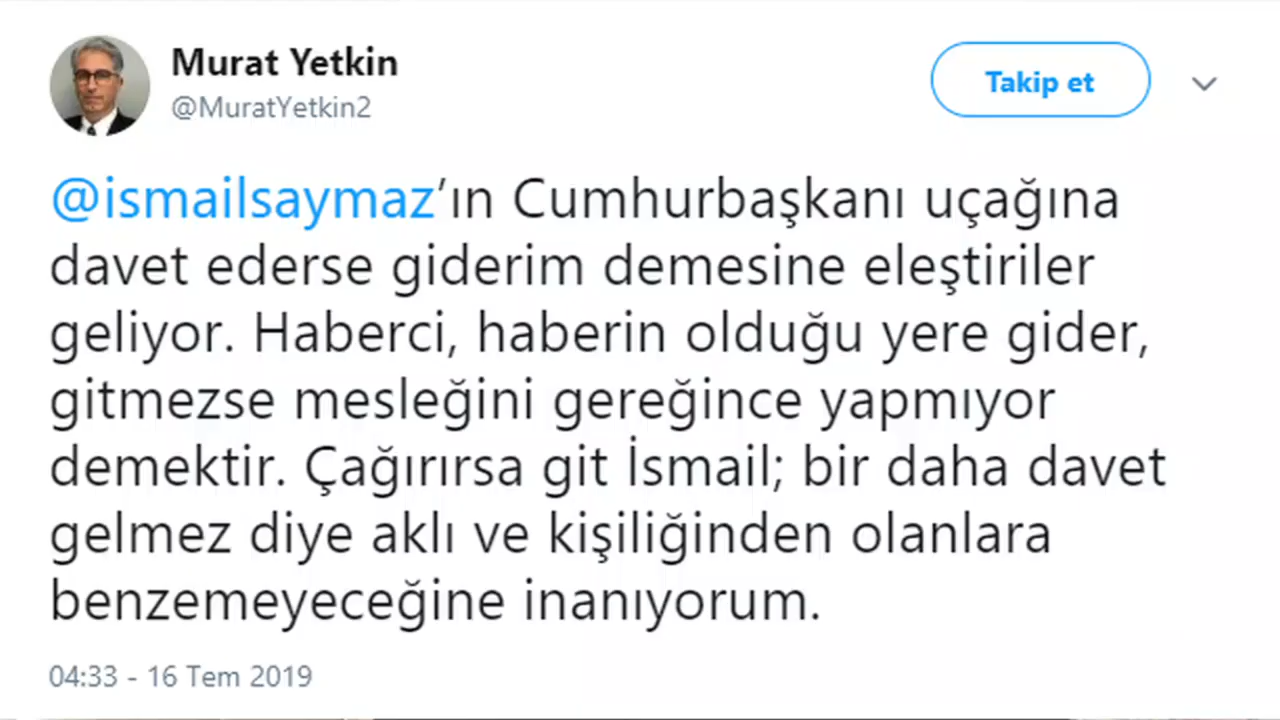 Murat Yetkin
@MuratYetkin2
Takip et
@ismailsaymaz’ın Cumhurbaşkanı uçağına
davet ederse giderim demesine eleştiriler
geliyor. Haberci, haberin olduğu yere gider,
gitmezse mesleğini gereğince yapmıyor
demektir. Çağırırsa git İsmail; bir daha davet
gelmez diye aklı ve kişiliğinden olanlara
benzemeyeceğine inanıyorum.
04:33 - 16 Tem 2019